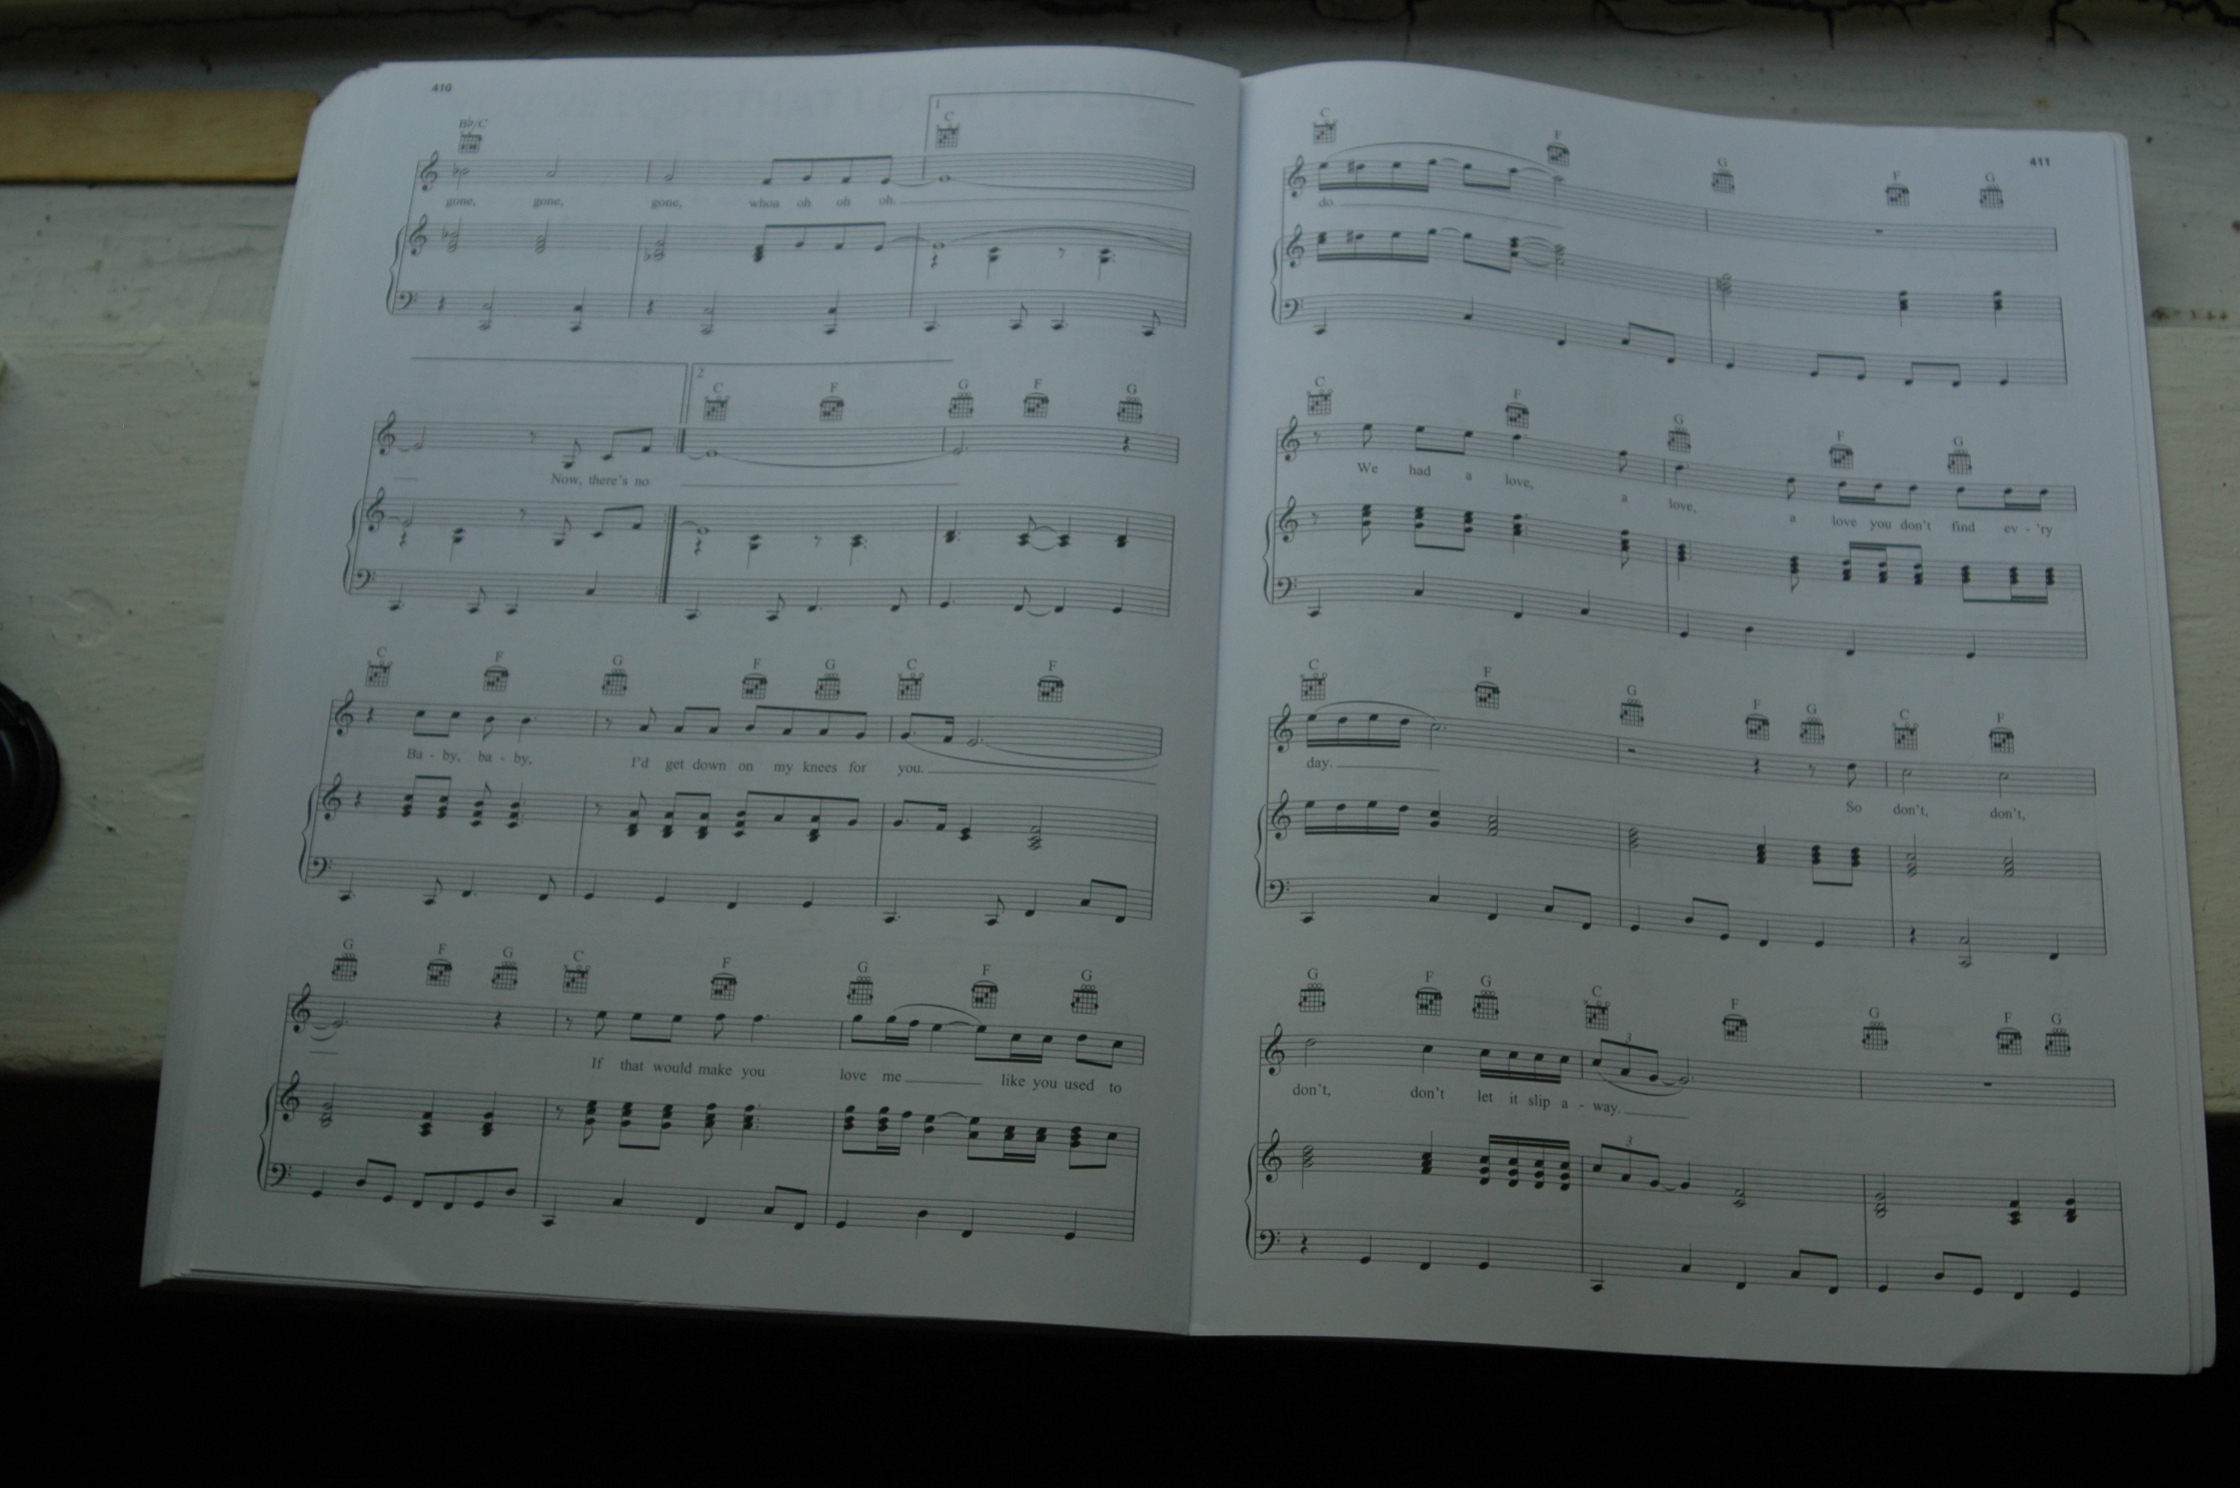 410
B♭/C
1
C
gone, gone, gone, whoa oh oh oh.
2
C F G F G
Now, there's no
C F G F G C F
Ba - by, ba - by, I'd get down on my knees for you.
G F G C F G F G
If that would make you love me like you used to
411
C F G F G
do.
C F G F G
We had a love, a love, a love you don't find ev - 'ry
C F G F G C F
day. So don't, don't,
G F G C F G F G
3
don't, don't let it slip a - way.
3